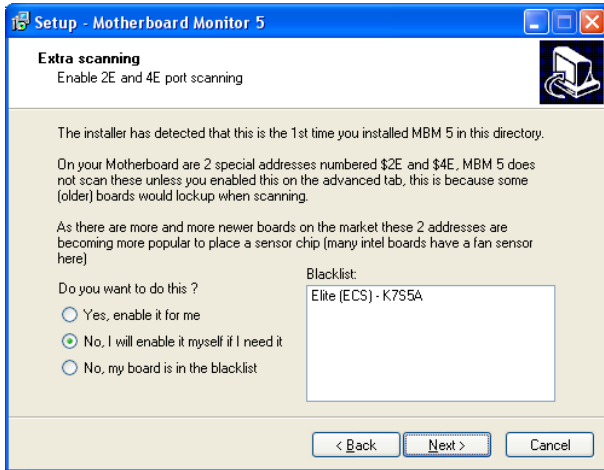 Setup - Motherboard Monitor 5
Extra scanning
Enable 2E and 4E port scanning
The installer has detected that this is the 1st time you installed MBM 5 in this directory.
On your Motherboard are 2 special addresses numbered $2E and $4E, MBM 5 does
not scan these unless you enabled this on the advanced tab, this is because some
(older) boards would lockup when scanning.
As there are more and more newer boards on the market these 2 addresses are
becoming more popular to place a sensor chip (many intel boards have a fan sensor
here)
Blacklist:
Do you want to do this ?
Elite (ECS) - K7S5A
Yes, enable it for me
No, I will enable it myself if I need it
No, my board is in the blacklist
< Back
Next >
Cancel